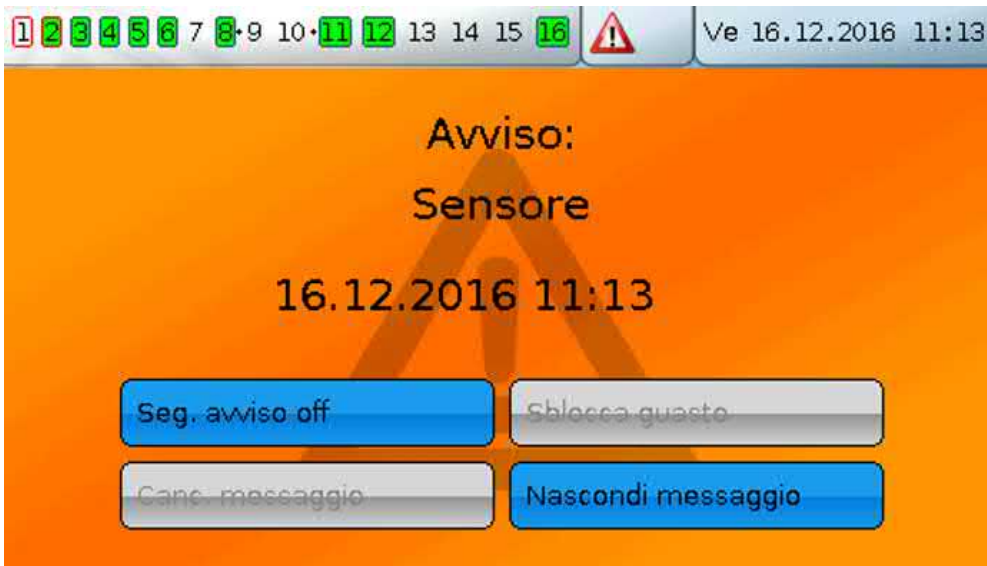 1 2 3 4 5 6 7 8·9 10·11 12 13 14 15 16 Ve 16.12.2016 11:13
Avviso:
Sensore
16.12.2016 11:13
Seg. avviso off Sblocca guasto
Canc. messaggio Nascondi messaggio